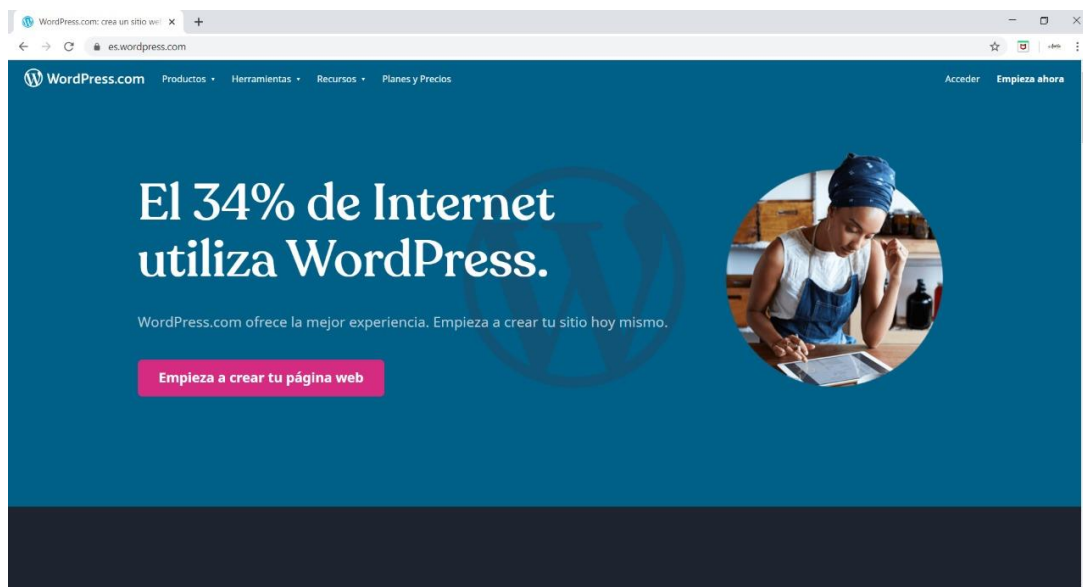 WordPress.com: crea un sitio we
es.wordpress.com
WordPress.com Productos Herramientas Recursos Planes y Precios Acceder Empieza ahora
El 34% de Internet
utiliza WordPress.
WordPress.com ofrece la mejor experiencia. Empieza a crear tu sitio hoy mismo.
Empieza a crear tu página web